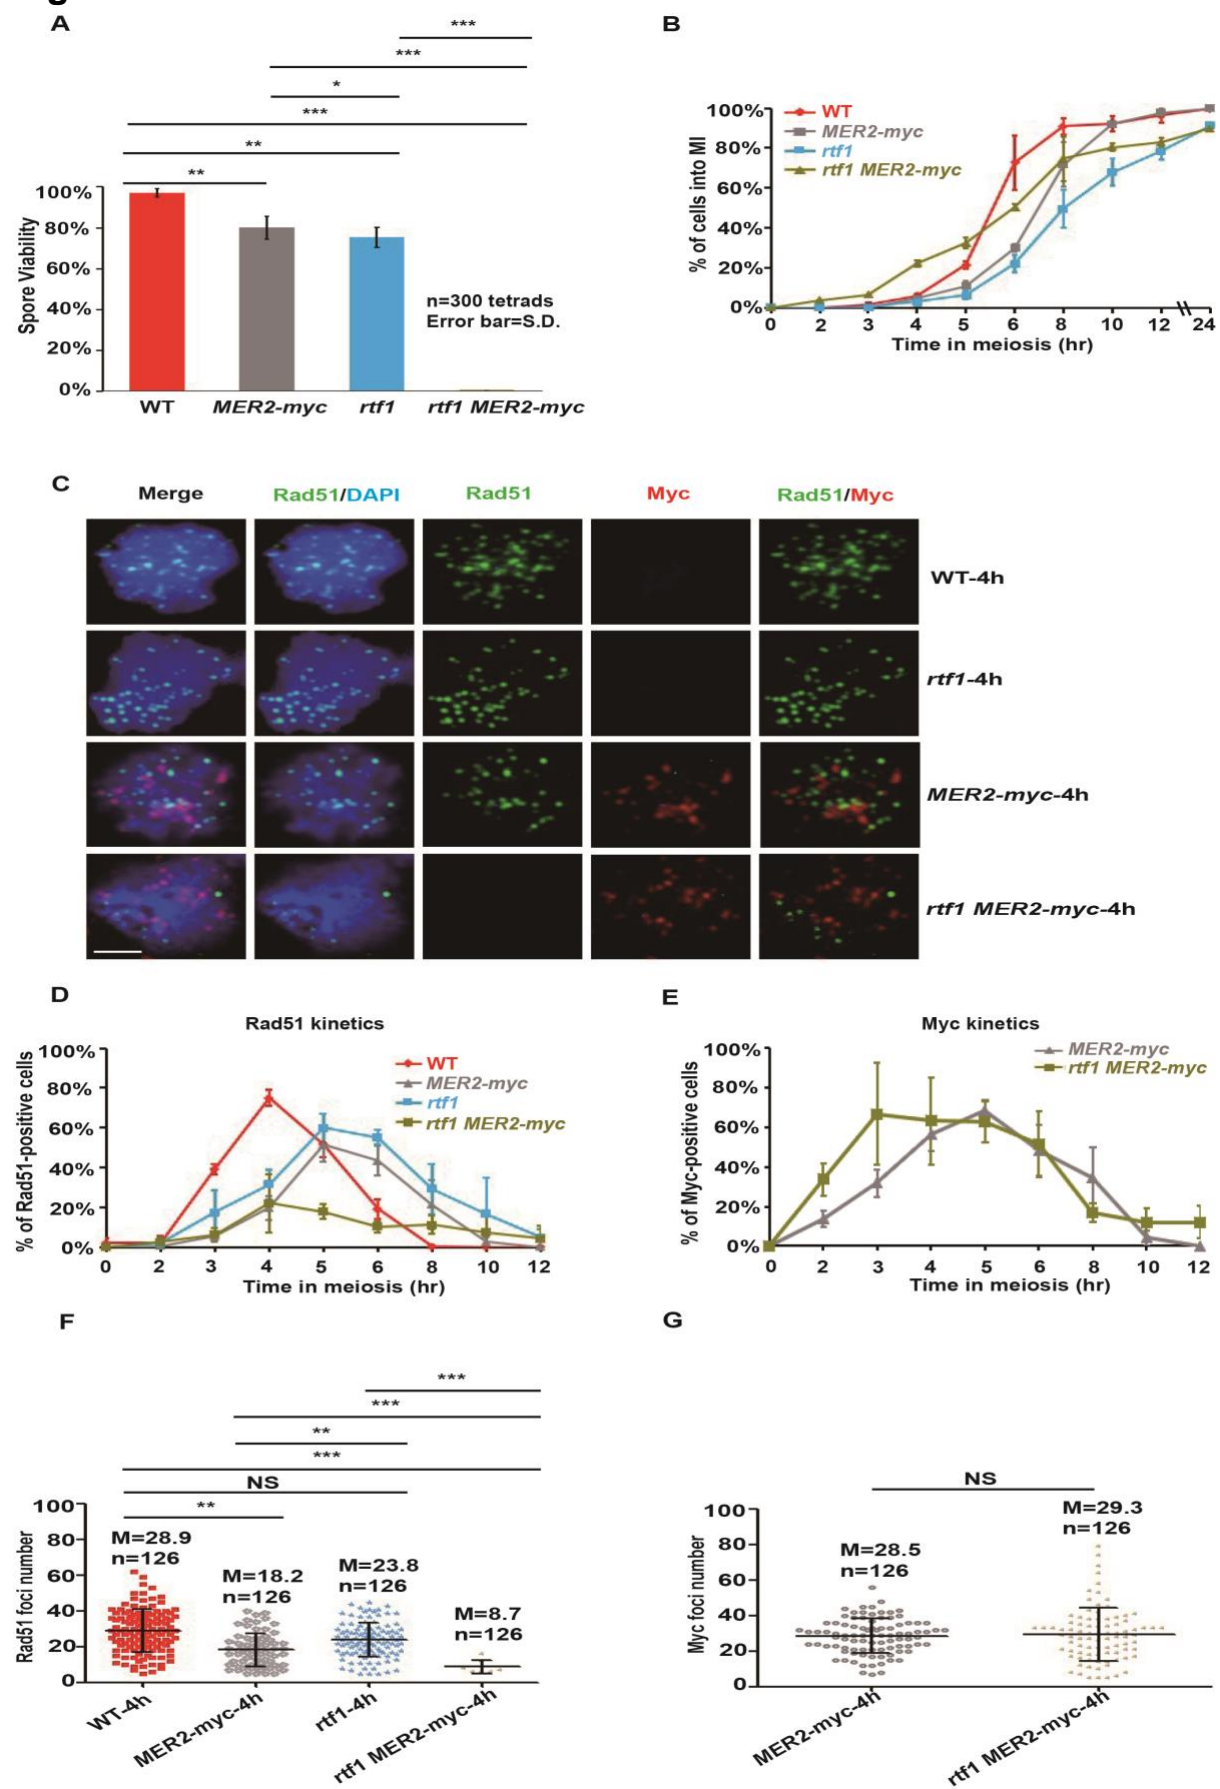 A
***
***
*
***
**
**
100%
80%
60%
40%
20%
0%
Spore Viability
n=300 tetrads
Error bar=S.D.
WT
MER2-myc
rtf1
rtf1 MER2-myc
B
100%
80%
60%
40%
20%
0%
% of cells into MI
WT
MER2-myc
rtf1
rtf1 MER2-myc
0 2 3 4 5 6 8 10 12 24
Time in meiosis (hr)
C
Merge Rad51/DAPI Rad51 Myc Rad51/Myc
WT-4h
rtf1-4h
MER2-myc-4h
rtf1 MER2-myc-4h
D
Rad51 kinetics
100%
80%
60%
40%
20%
0%
% of Rad51-positive cells
WT
MER2-myc
rtf1
rtf1 MER2-myc
0 2 3 4 5 6 8 10 12
Time in meiosis (hr)
E
Myc kinetics
100%
80%
60%
40%
20%
0%
% of Myc-positive cells
MER2-myc
rtf1 MER2-myc
0 2 3 4 5 6 8 10 12
Time in meiosis (hr)
F
***
***
**
***
NS
**
100
80
60
40
20
0
Rad51 foci number
M=28.9
n=126
M=18.2
n=126
M=23.8
n=126
M=8.7
n=126
WT-4h
MER2-myc-4h
rtf1-4h
rtf1 MER2-myc-4h
G
NS
100
80
60
40
20
0
Myc foci number
M=28.5
n=126
M=29.3
n=126
MER2-myc-4h
rtf1 MER2-myc-4h